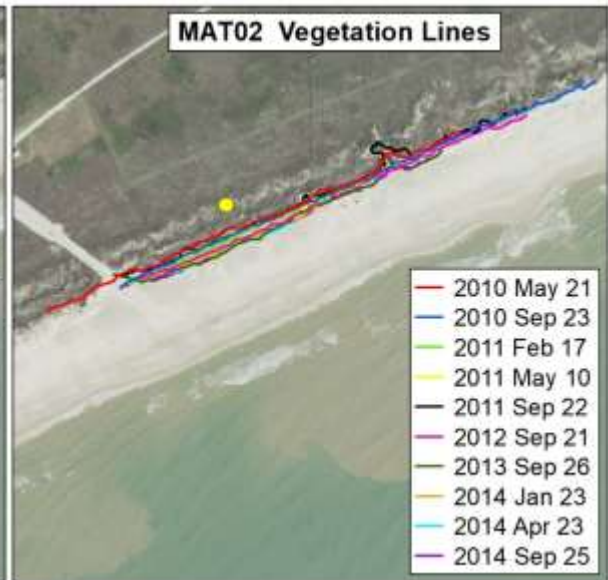 MAT02 Vegetation Lines
2010 May 21
2010 Sep 23
2011 Feb 17
2011 May 10
2011 Sep 22
2012 Sep 21
2013 Sep 26
2014 Jan 23
2014 Apr 23
2014 Sep 25